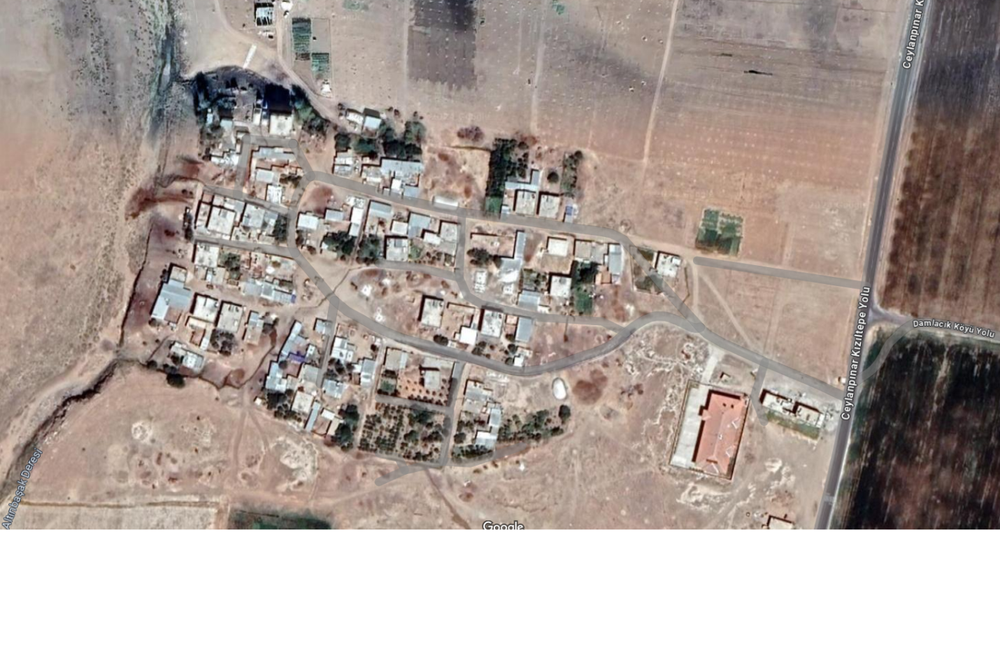 Ceylanpınar K
Ceylanpınar Kızıltepe Yolu
Damlacık Köyü Yolu
Altınbaşak Deresi
Google